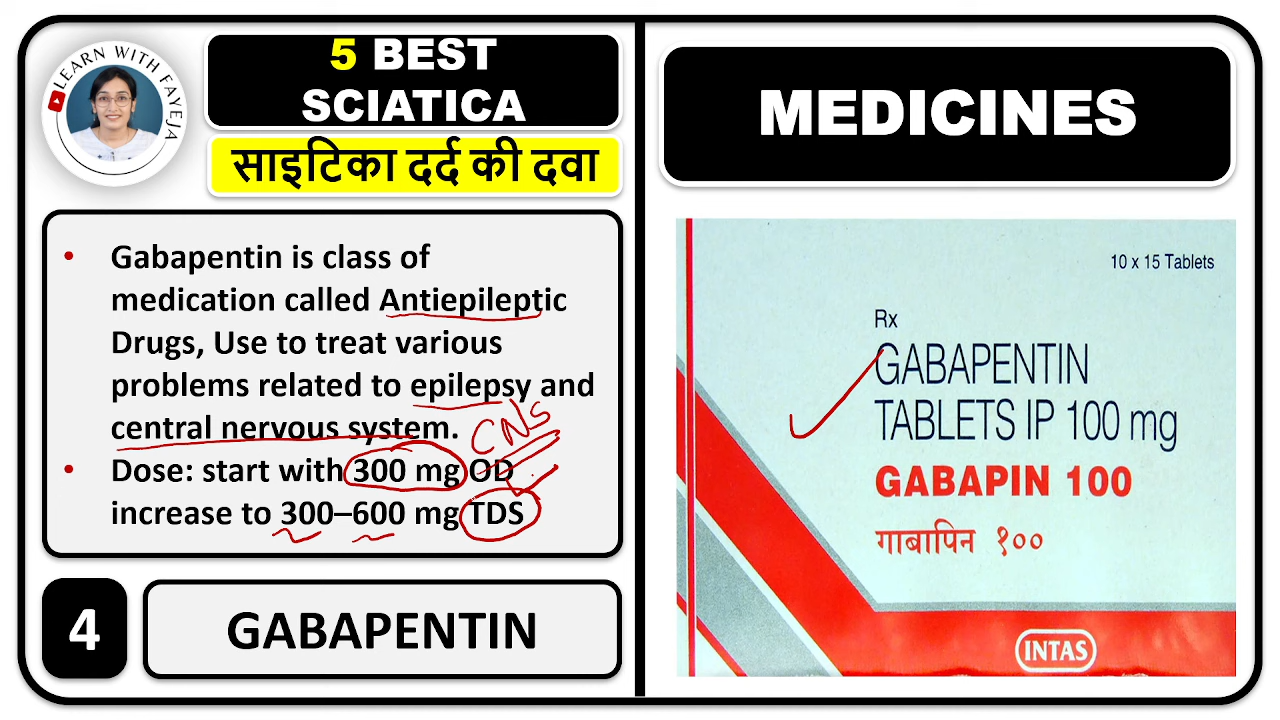 LEARN WITH FAYEJA
5 BEST
SCIATICA
साइटिका दर्द की दवा
MEDICINES
• Gabapentin is class of
medication called Antiepileptic
Drugs, Use to treat various
problems related to epilepsy and
central nervous system.
CNS
• Dose: start with 300 mg OD
increase to 300–600 mg TDS
4
GABAPENTIN
10 x 15 Tablets
Rx
GABAPENTIN
TABLETS IP 100 mg
GABAPIN 100
गाबापिन १००
INTAS